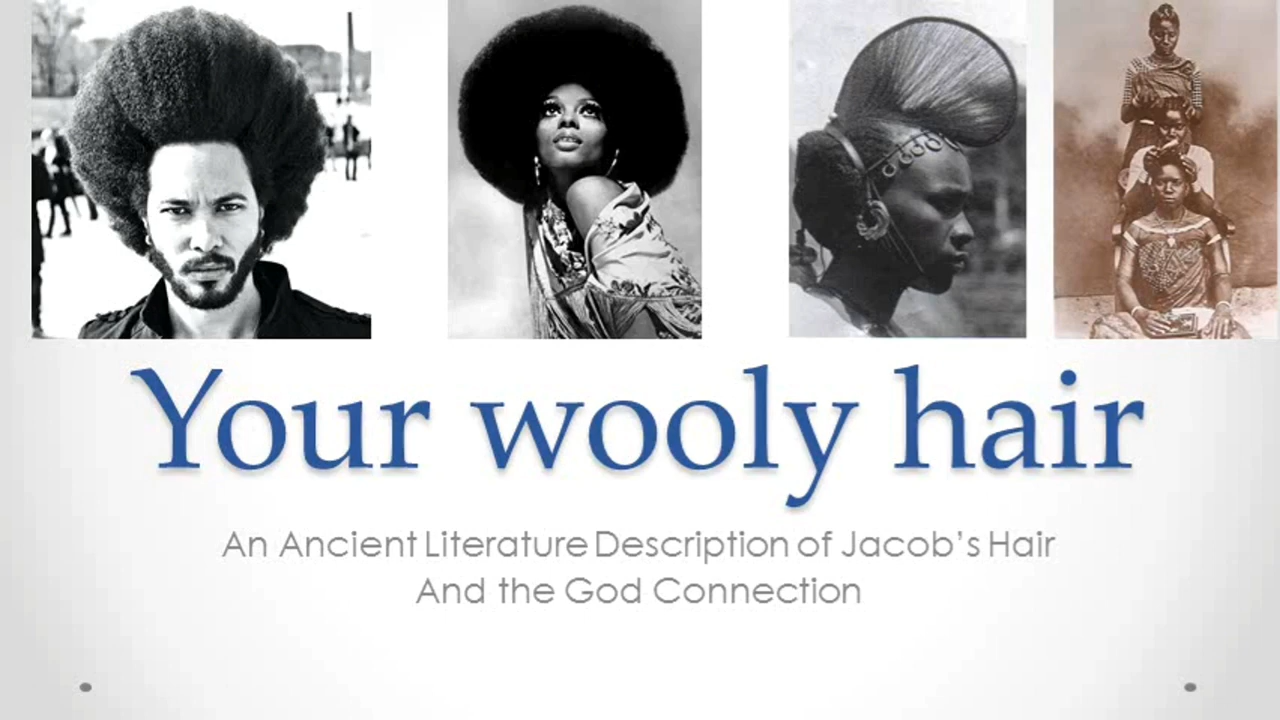 Your wooly hair
An Ancient Literature Description of Jacob's Hair
And the God Connection